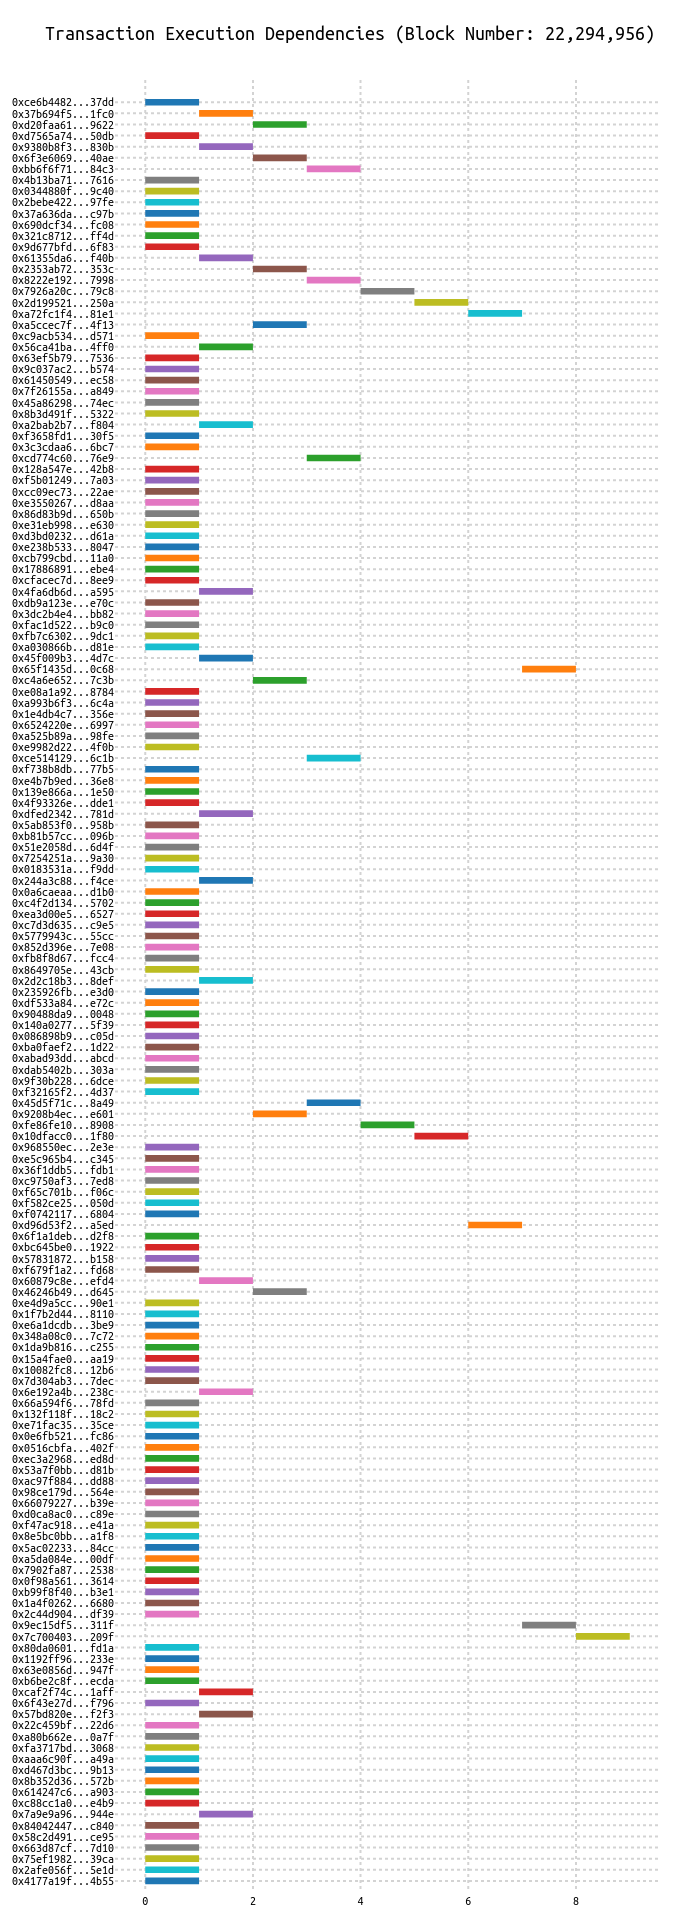 Transaction Execution Dependencies (Block Number: 22,294,956)
0xce6b4482...37dd
0x37b694f5...1fc0
0xd20faa61...9622
0xd7565a74...50db
0x9380b8f3...830b
0x6f3e6069...40ae
0xbb6f6f71...84c3
0x4b13ba71...7616
0x0344880f...9c40
0x2bebe422...97fe
0x37a636da...c97b
0x690dcf34...fc08
0x321c8712...ff4d
0x9d677bfd...6f83
0x61355da6...f40b
0x2353ab72...353c
0x8222e192...7998
0x7926a20c...79c8
0x2d199521...250a
0xa72fc1f4...81e1
0xa5ccec7f...4f13
0xc9acb534...d571
0x56ca41ba...4ff0
0x63ef5b79...7536
0x9c037ac2...b574
0x61450549...ec58
0x7f26155a...a849
0x45a86298...74ec
0x8b3d491f...5322
0xa2bab2b7...f804
0xf3658fd1...30f5
0x3c3cdaa6...6bc7
0xcd774c60...76e9
0x128a547e...42b8
0xf5b01249...7a03
0xcc09ec73...22ae
0xe3550267...d8aa
0x86d83b9d...650b
0xe31eb998...e630
0xd3bd0232...d61a
0xe238b533...8047
0xcb799cbd...11a0
0x17886891...ebe4
0xcfacec7d...8ee9
0x4fa6db6d...a595
0xdb9a123e...e70c
0x3dc2b4e4...bb82
0xfac1d522...b9c0
0xfb7c6302...9dc1
0xa030866b...d81e
0x45f009b3...4d7c
0x65f1435d...0c68
0xc4a6e652...7c3b
0xe08a1a92...8784
0xa993b6f3...6c4a
0x1e4db4c7...356e
0x6524220e...6997
0xa525b89a...98fe
0xe9982d22...4f0b
0xce514129...6c1b
0xf738b8db...77b5
0xe4b7b9ed...36e8
0x139e866a...1e50
0x4f93326e...dde1
0xdfed2342...781d
0x5ab853f0...958b
0xb81b57cc...096b
0x51e2058d...6d4f
0x7254251a...9a30
0x0183531a...f9dd
0x244a3c88...f4ce
0x0a6caeaa...d1b0
0xc4f2d134...5702
0xea3d00e5...6527
0xc7d3d635...c9e5
0x5779943c...55cc
0x852d396e...7e08
0xfb8f8d67...fcc4
0x8649705e...43cb
0x2d2c18b3...8def
0x235926fb...e3d0
0xdf533a84...e72c
0x90488da9...0048
0x140a0277...5f39
0x086898b9...c05d
0xba0faef2...1d22
0xabad93dd...abcd
0xdab5402b...303a
0x9f30b228...6dce
0xf32165f2...4d37
0x45d5f71c...8a49
0x9208b4ec...e601
0xfe86fe10...8908
0x10dfacc0...1f80
0x968550ec...2e3e
0xe5c965b4...c345
0x36f1ddb5...fdb1
0xc9750af3...7ed8
0xf65c701b...f06c
0xf582ce25...050d
0xf0742117...6804
0xd96d53f2...a5ed
0x6f1a1deb...d2f8
0xbc645be0...1922
0x57831872...b158
0xf679f1a2...fd68
0x60879c8e...efd4
0x46246b49...d645
0xe4d9a5cc...90e1
0x1f7b2d44...8110
0xe6a1dcdb...3be9
0x348a08c0...7c72
0x1da9b816...c255
0x15a4fae0...aa19
0x10082fc8...12b6
0x7d304ab3...7dec
0x6e192a4b...238c
0x66a594f6...78fd
0x132f118f...18c2
0xe71fac35...35ce
0x0e6fb521...fc86
0x0516cbfa...402f
0xec3a2968...ed8d
0x53a7f0bb...d81b
0xac97f884...dd88
0x98ce179d...564e
0x66079227...b39e
0xd0ca8ac0...c89e
0xf47ac918...e41a
0x8e5bc0bb...a1f8
0x5ac02233...84cc
0xa5da084e...00df
0x7902fa87...2538
0x0f98a561...3614
0xb99f8f40...b3e1
0x1a4f0262...6680
0x2c44d904...df39
0x9ec15df5...311f
0x7c700403...209f
0x80da0601...fd1a
0x1192ff96...233e
0x63e0856d...947f
0xb6be2c8f...ecda
0xcaf2f74c...1aff
0x6f43e27d...f796
0x57bd820e...f2f3
0x22c459bf...22d6
0xa80b662e...0a7f
0xfa3717bd...3068
0xaaa6c90f...a49a
0xd467d3bc...9b13
0x8b352d36...572b
0x614247c6...a903
0xc88cc1a0...e4b9
0x7a9e9a96...944e
0x84042447...c840
0x58c2d491...ce95
0x663d87cf...7d10
0x75ef1982...39ca
0x2afe056f...5e1d
0x4177a19f...4b55
0 2 4 6 8